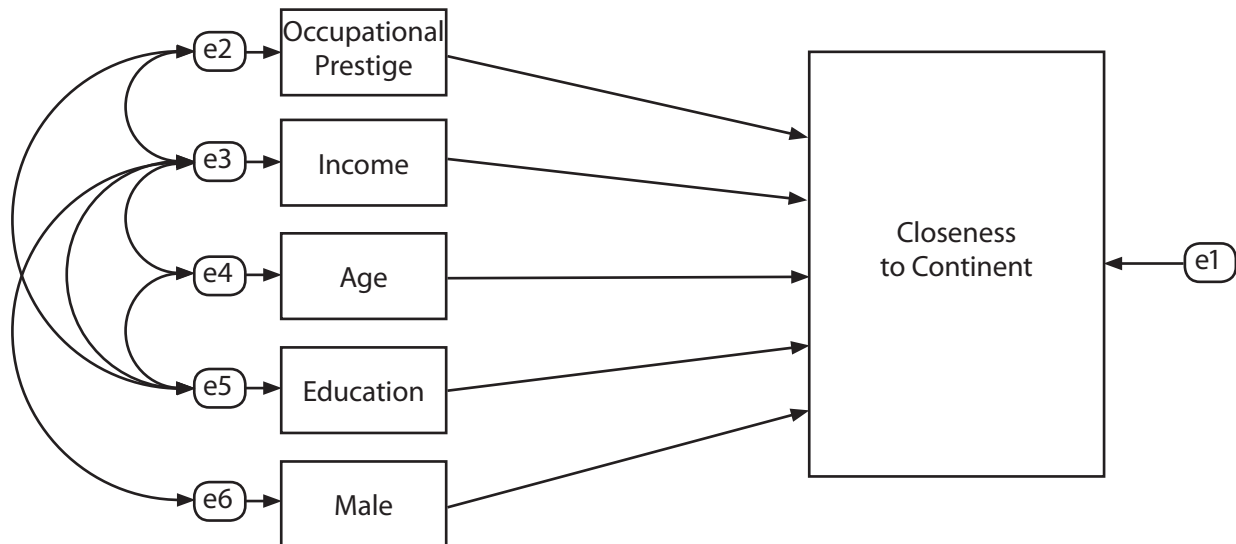 e2
Occupational
Prestige
e3
Income
e4
Age
e5
Education
e6
Male
Closeness
to Continent
e1